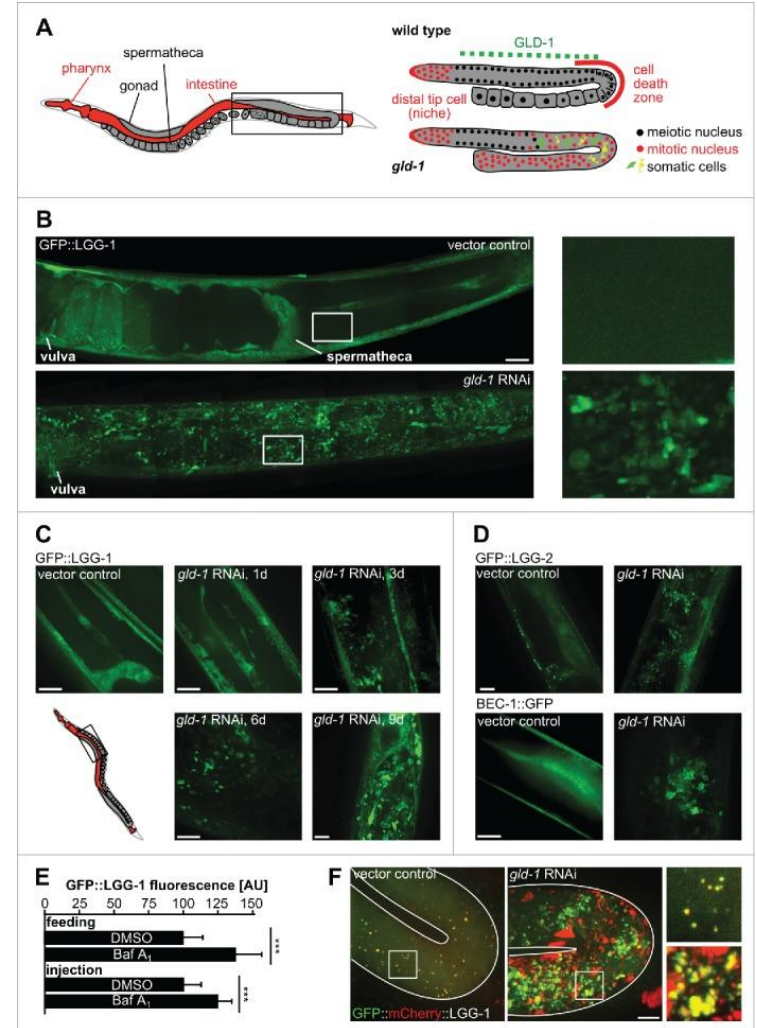 A
spermatheca
pharynx
gonad
intestine
wild type
GLD-1
cell
death
zone
distal tip cell
(niche)
meiotic nucleus
mitotic nucleus
somatic cells
gld-1
B
GFP::LGG-1
vector control
vulva
spermatheca
gld-1 RNAi
vulva
C
GFP::LGG-1
vector control
gld-1 RNAi, 1d
gld-1 RNAi, 3d
gld-1 RNAi, 6d
gld-1 RNAi, 9d
D
GFP::LGG-2
vector control
gld-1 RNAi
BEC-1::GFP
vector control
gld-1 RNAi
E
GFP::LGG-1 fluorescence [AU]
0 25 50 75 100 125 150
feeding
DMSO
Baf A1
***
injection
DMSO
Baf A1
***
F
vector control
gld-1 RNAi
GFP::mCherry::LGG-1